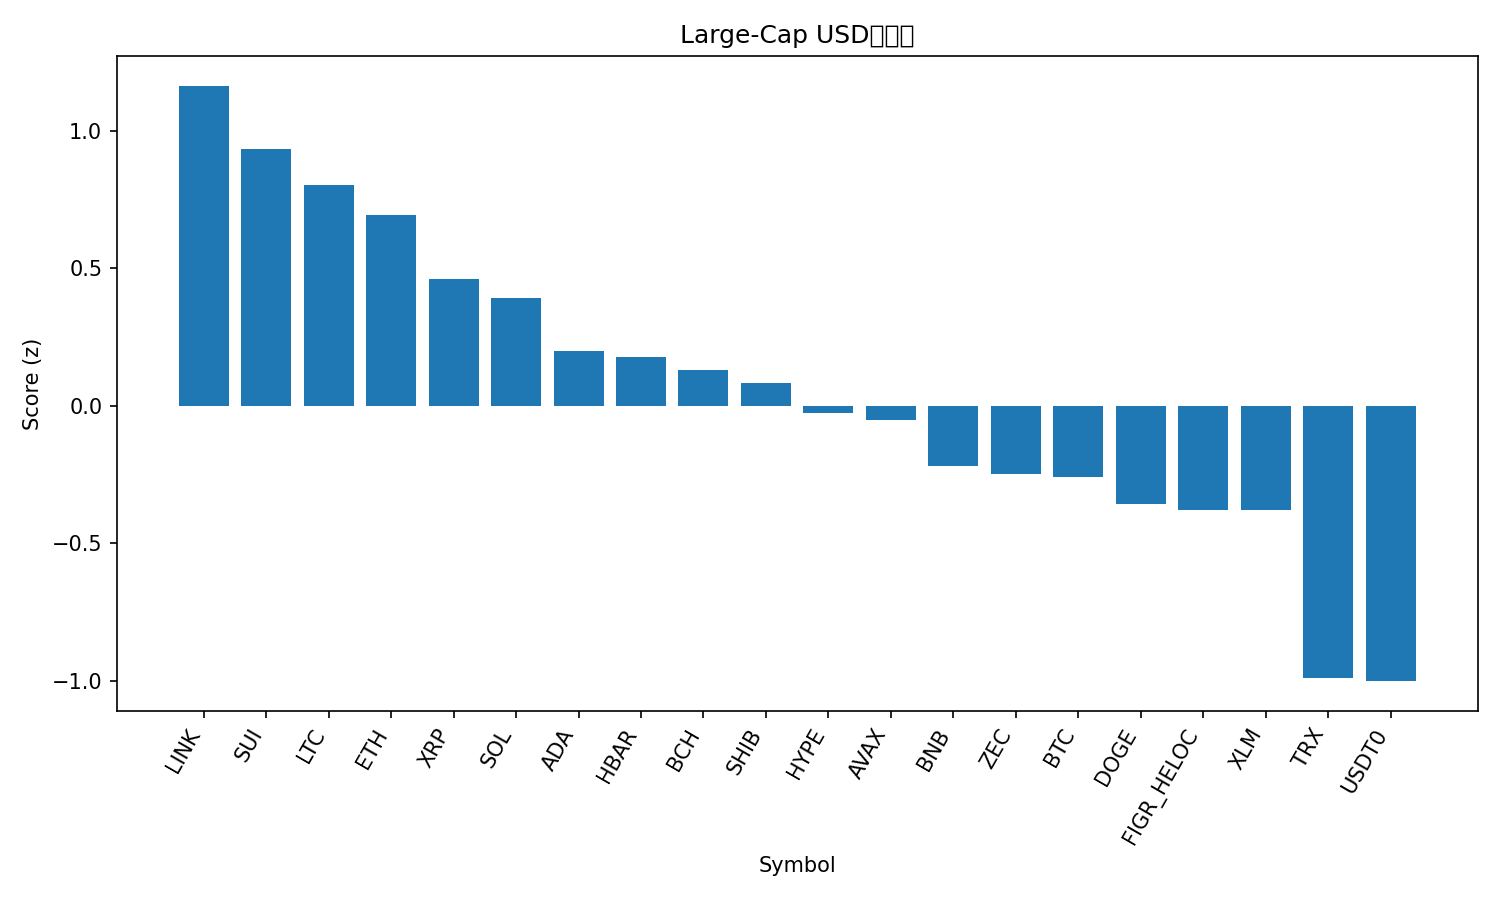 Large-Cap USD
1.0
0.5
0.0
−0.5
−1.0
Score (z)
LINK
SUI
LTC
ETH
XRP
SOL
ADA
HBAR
BCH
SHIB
HYPE
AVAX
BNB
ZEC
BTC
DOGE
FIGR_HELOC
XLM
TRX
USDT0
Symbol